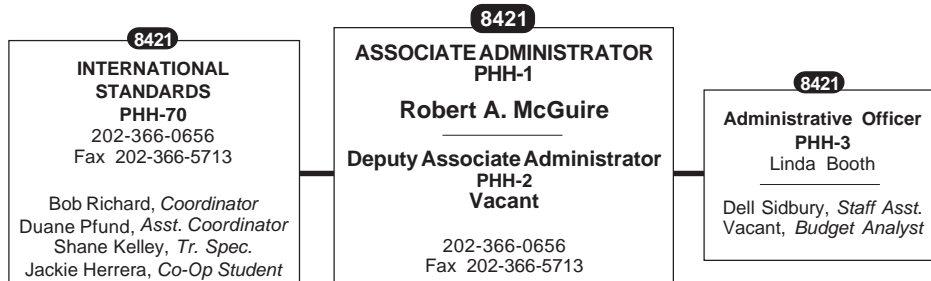 8421
INTERNATIONAL
STANDARDS
PHH-70
202-366-0656
Fax 202-366-5713
Bob Richard, Coordinator
Duane Pfund, Asst. Coordinator
Shane Kelley, Tr. Spec.
Jackie Herrera, Co-Op Student
8421
ASSOCIATE ADMINISTRATOR
PHH-1
Robert A. McGuire
Deputy Associate Administrator
PHH-2
Vacant
202-366-0656
Fax 202-366-5713
8421
Administrative Officer
PHH-3
Linda Booth
Dell Sidbury, Staff Asst.
Vacant, Budget Analyst